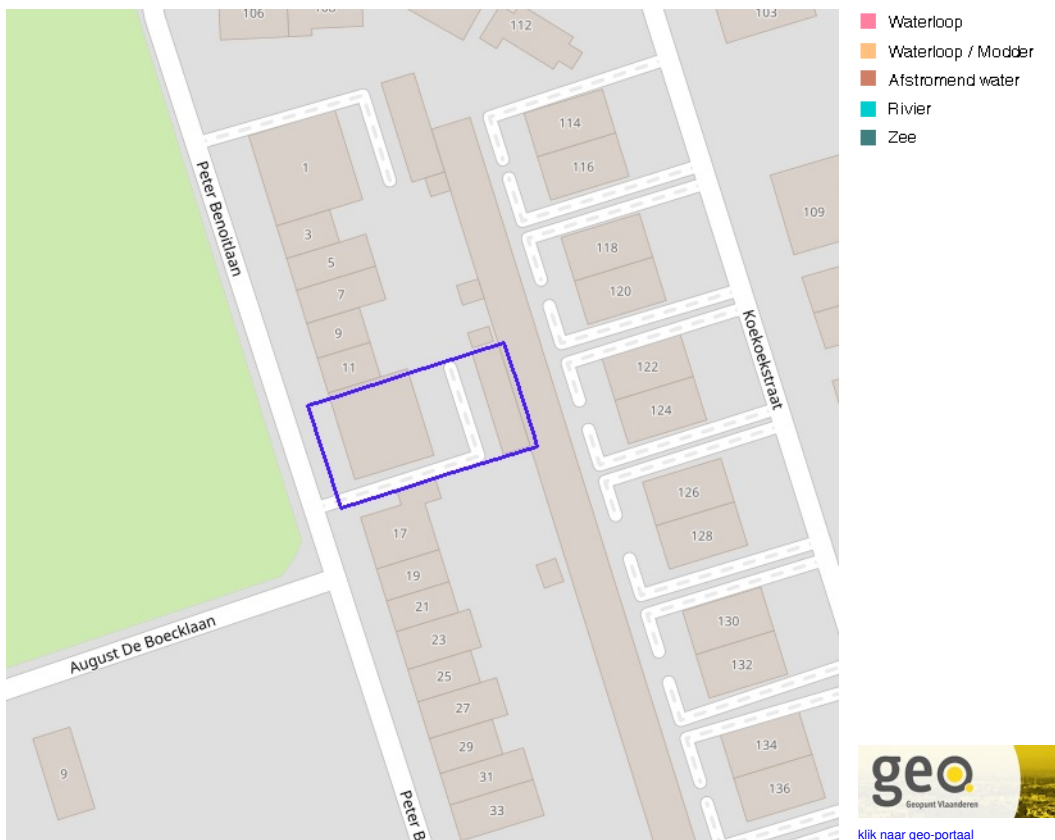 106
108
112
103
Waterloop
Waterloop / Modder
Afstromend water
Rivier
Zee
114
116
1
3
5
7
9
11
Peter Benoitlaan
109
118
120
Koekoekstraat
122
124
126
128
17
19
21
23
25
27
29
31
33
August De Boecklaan
130
132
134
136
9
Peter B
geo
Geopunt Vlaanderen
klik naar geo-portaal